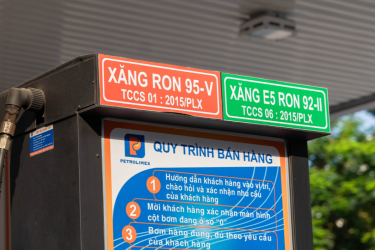 XĂNG RON 95-V
TCCS 01 : 2015/PLX
XĂNG E5 RON 92-II
TCCS 06 : 2015/PLX
PETROLIMEX
QUY TRÌNH BÁN HÀNG
1 Hướng dẫn khách hàng vào vị trí,
chào hỏi và xác nhận nhu cầu
của khách hàng
2 Mời khách hàng xác nhận màn hình
cột bơm đang ở số "0"
3 Bơm hàng đúng, đủ theo yêu cầu
của khách hàng